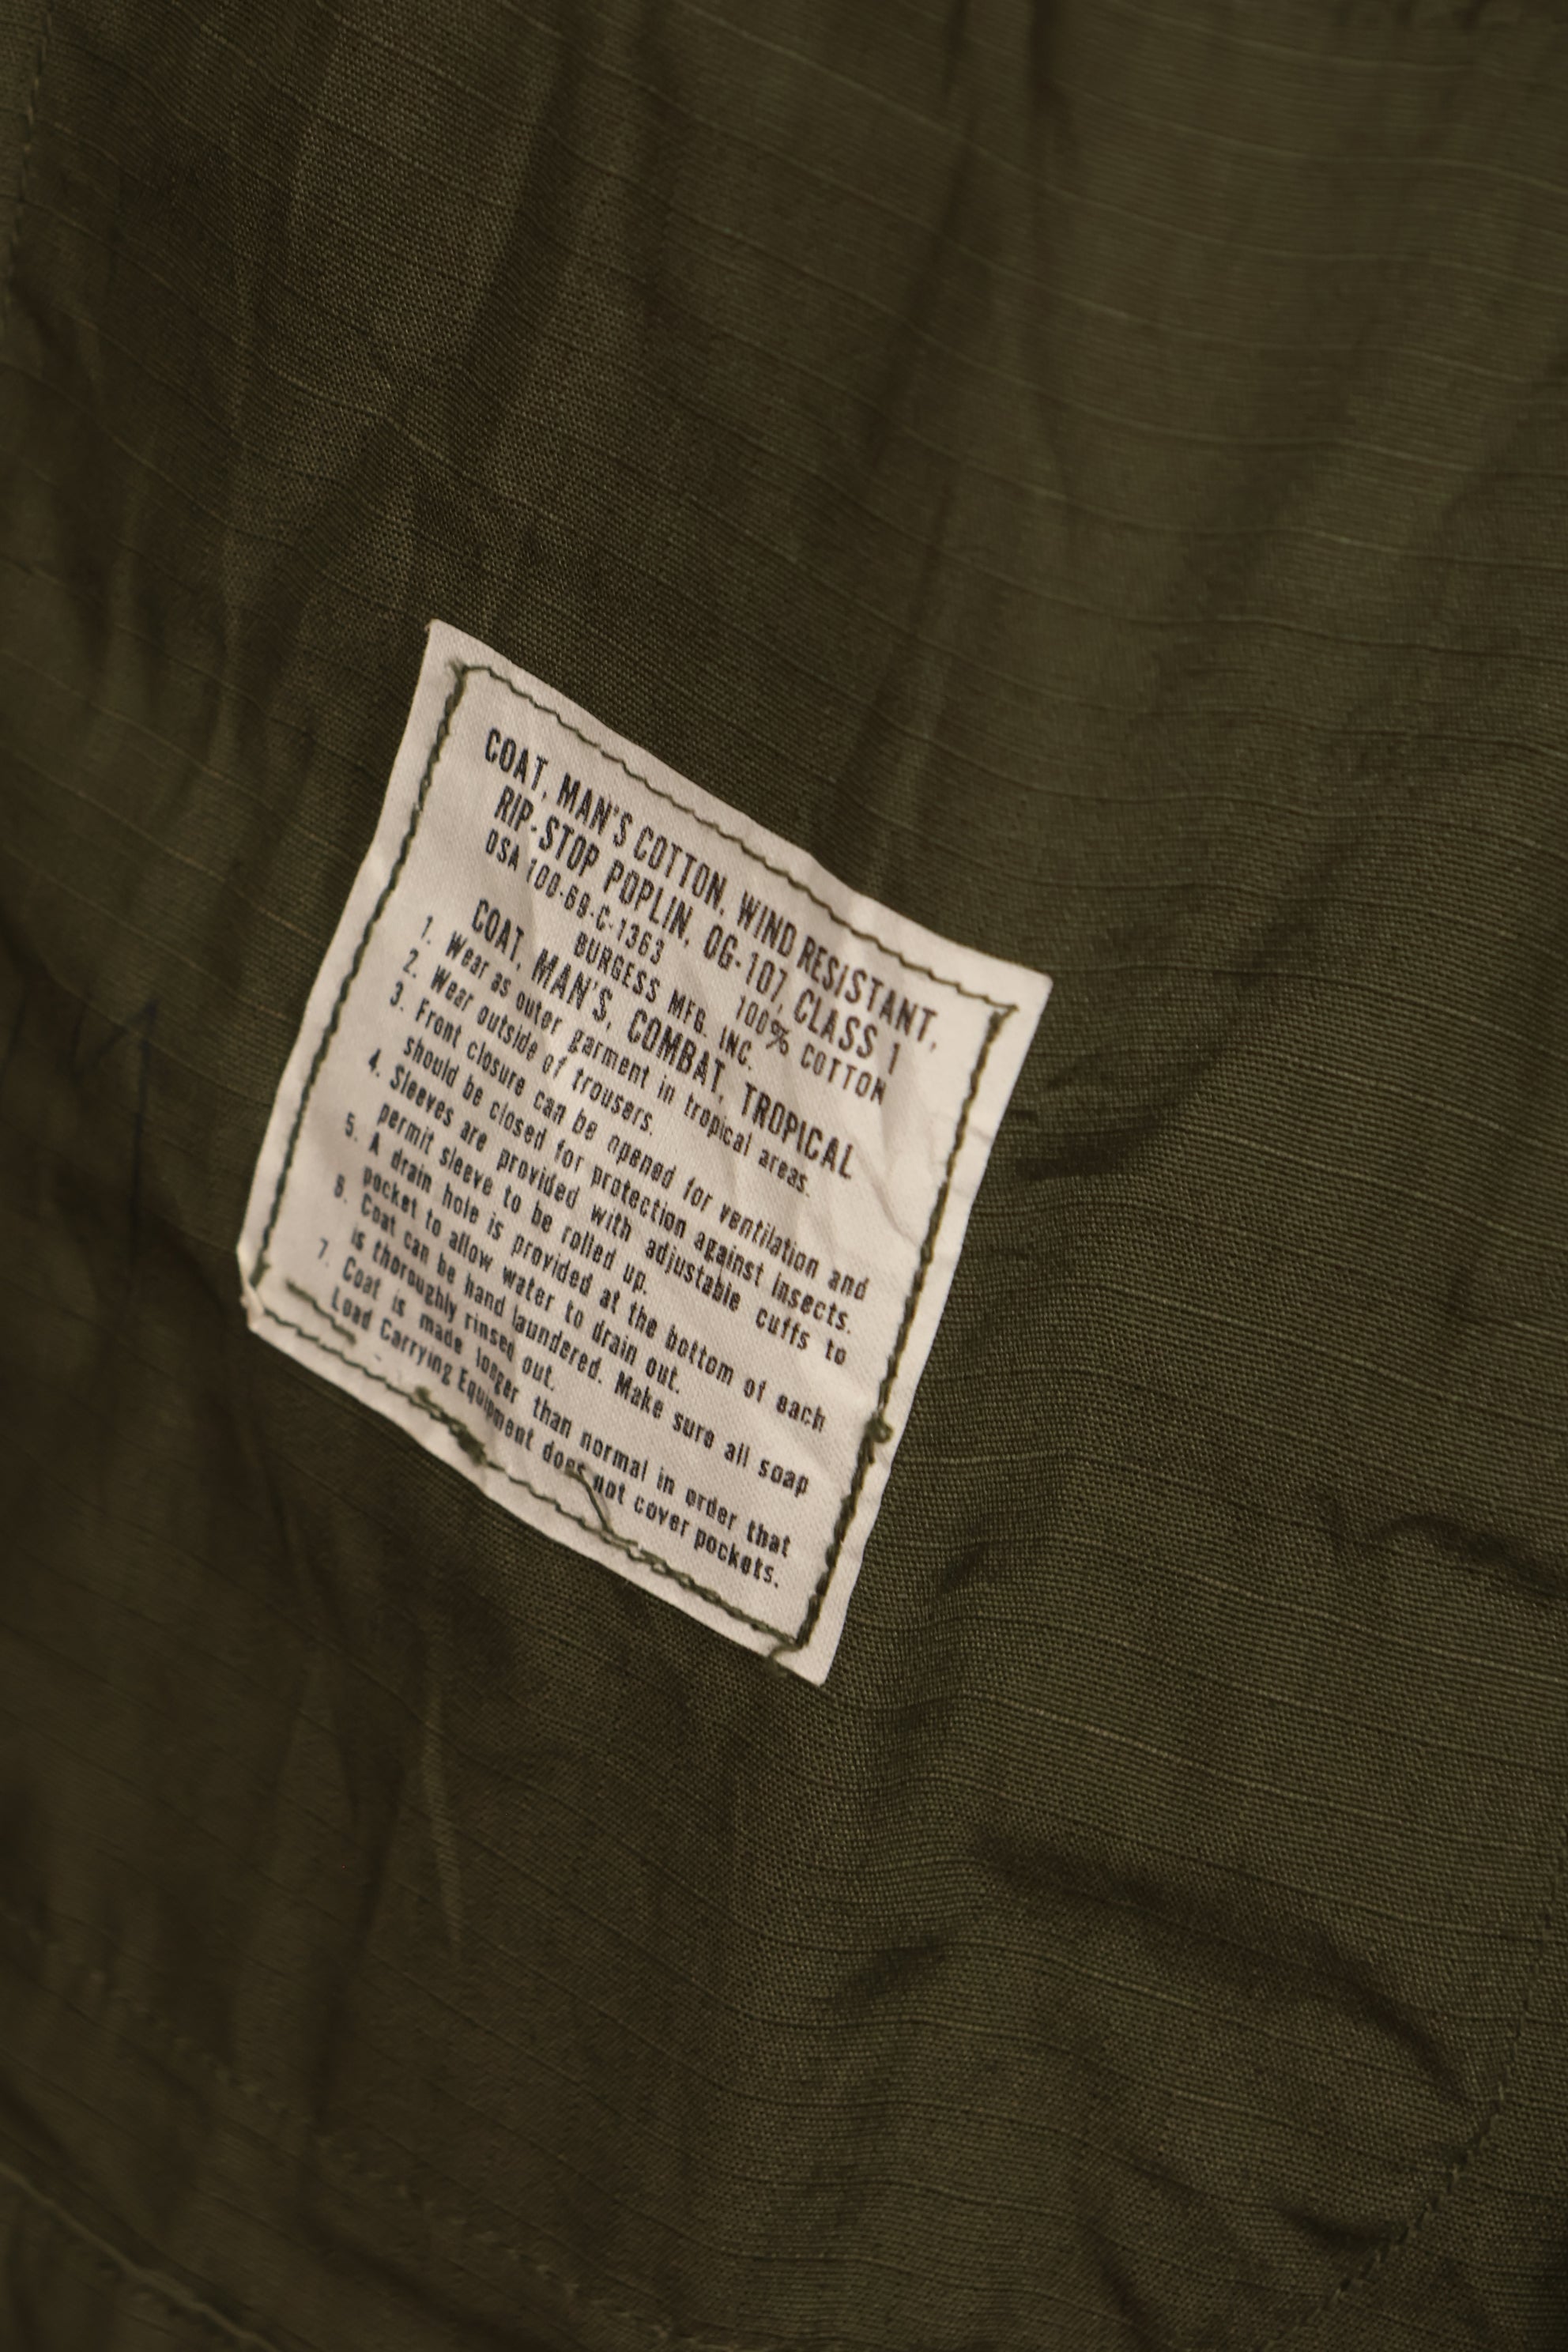 COAT, MAN'S COTTON, WIND RESISTANT,
RIP-STOP POPLIN, OG-107, CLASS 1
DSA 100-69-C-1363 100% COTTON
BURGESS MFG. INC.
COAT, MAN'S, COMBAT, TROPICAL
1. Wear as outer garment in tropical areas.
2. Wear outside of trousers.
3. Front closure can be opened for ventilation and
should be closed for protection against insects.
4. Sleeves are provided with adjustable cuffs to
permit sleeve to be rolled up.
5. A drain hole is provided at the bottom of each
pocket to allow water to drain out.
6. Coat can be hand laundered. Make sure all soap
is thoroughly rinsed out.
7. Coat is made longer than normal in order that
Load Carrying Equipment does not cover pockets.